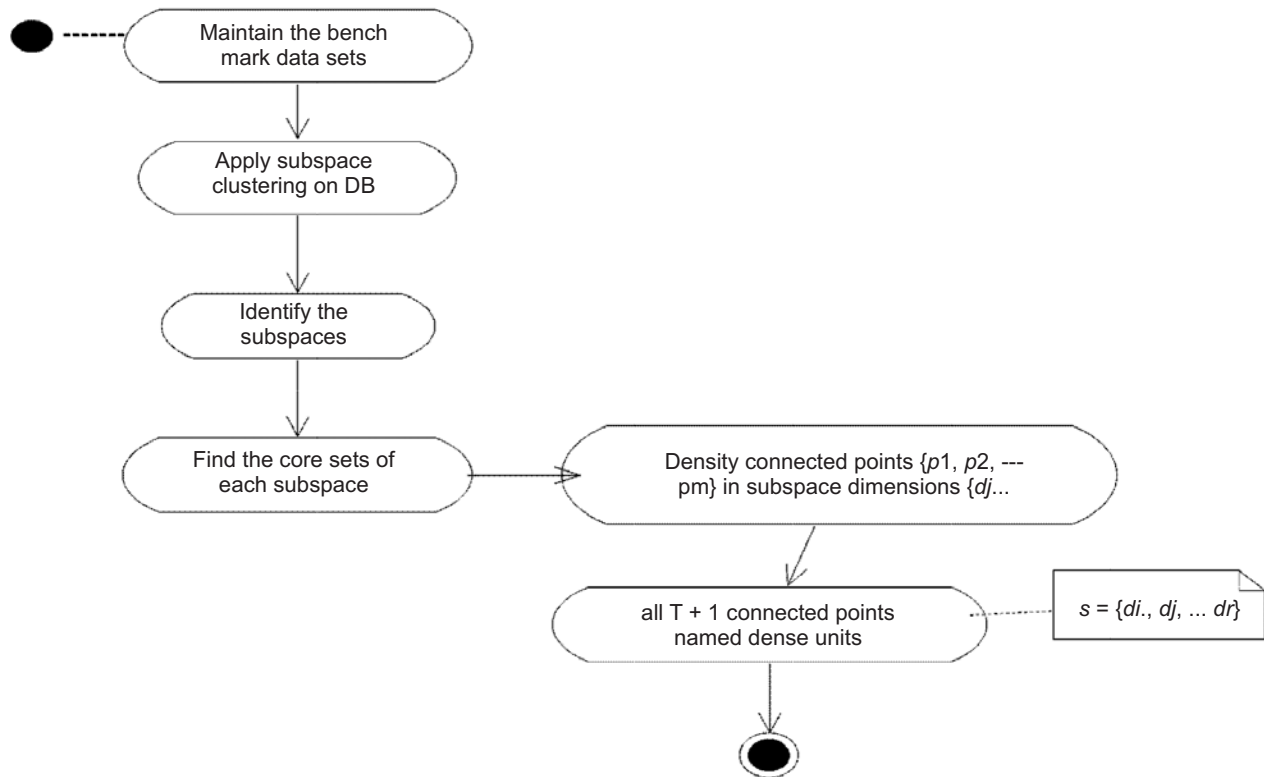 Maintain the bench
mark data sets
Apply subspace
clustering on DB
Identify the
subspaces
Find the core sets of
each subspace
Density connected points {p1, p2, ---
pm} in subspace dimensions {dj...
all T + 1 connected points
named dense units
s = {di., dj, ... dr}